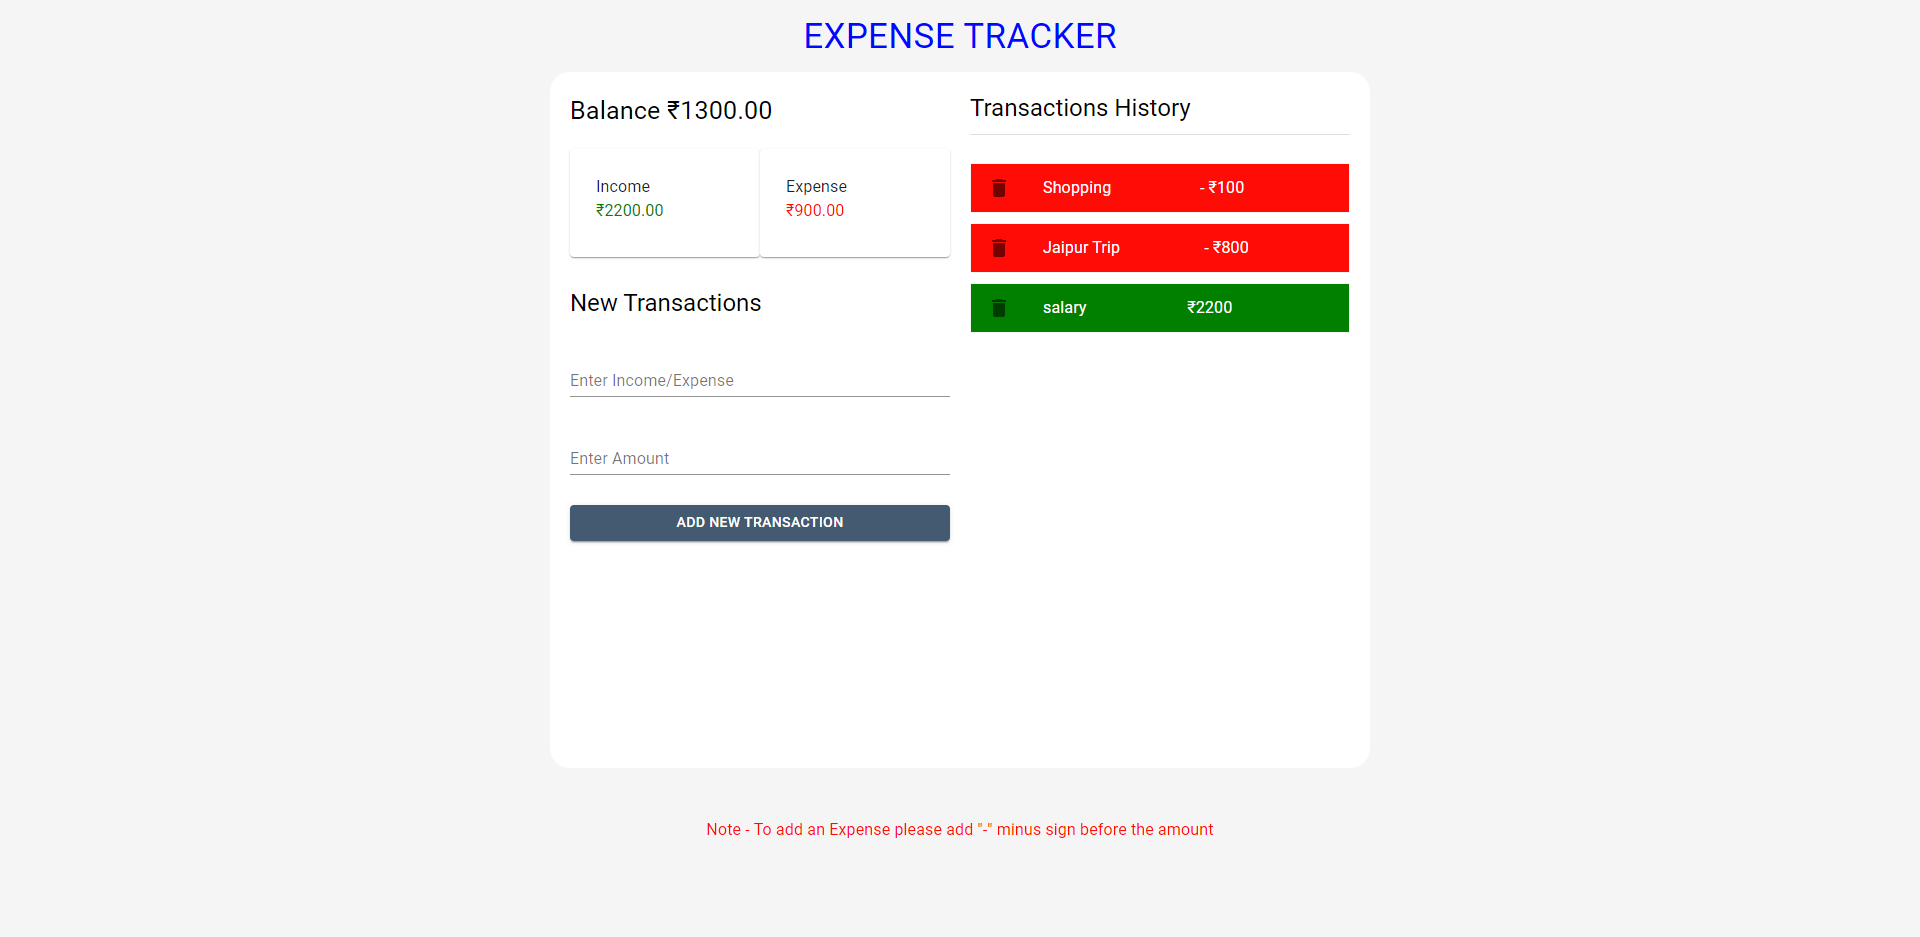 EXPENSE TRACKER
Balance ₹1300.00
Income
₹2200.00
Expense
₹900.00
New Transactions
Enter Income/Expense
Enter Amount
ADD NEW TRANSACTION
Transactions History
Shopping - ₹100
Jaipur Trip - ₹800
salary ₹2200
Note - To add an Expense please add "-" minus sign before the amount